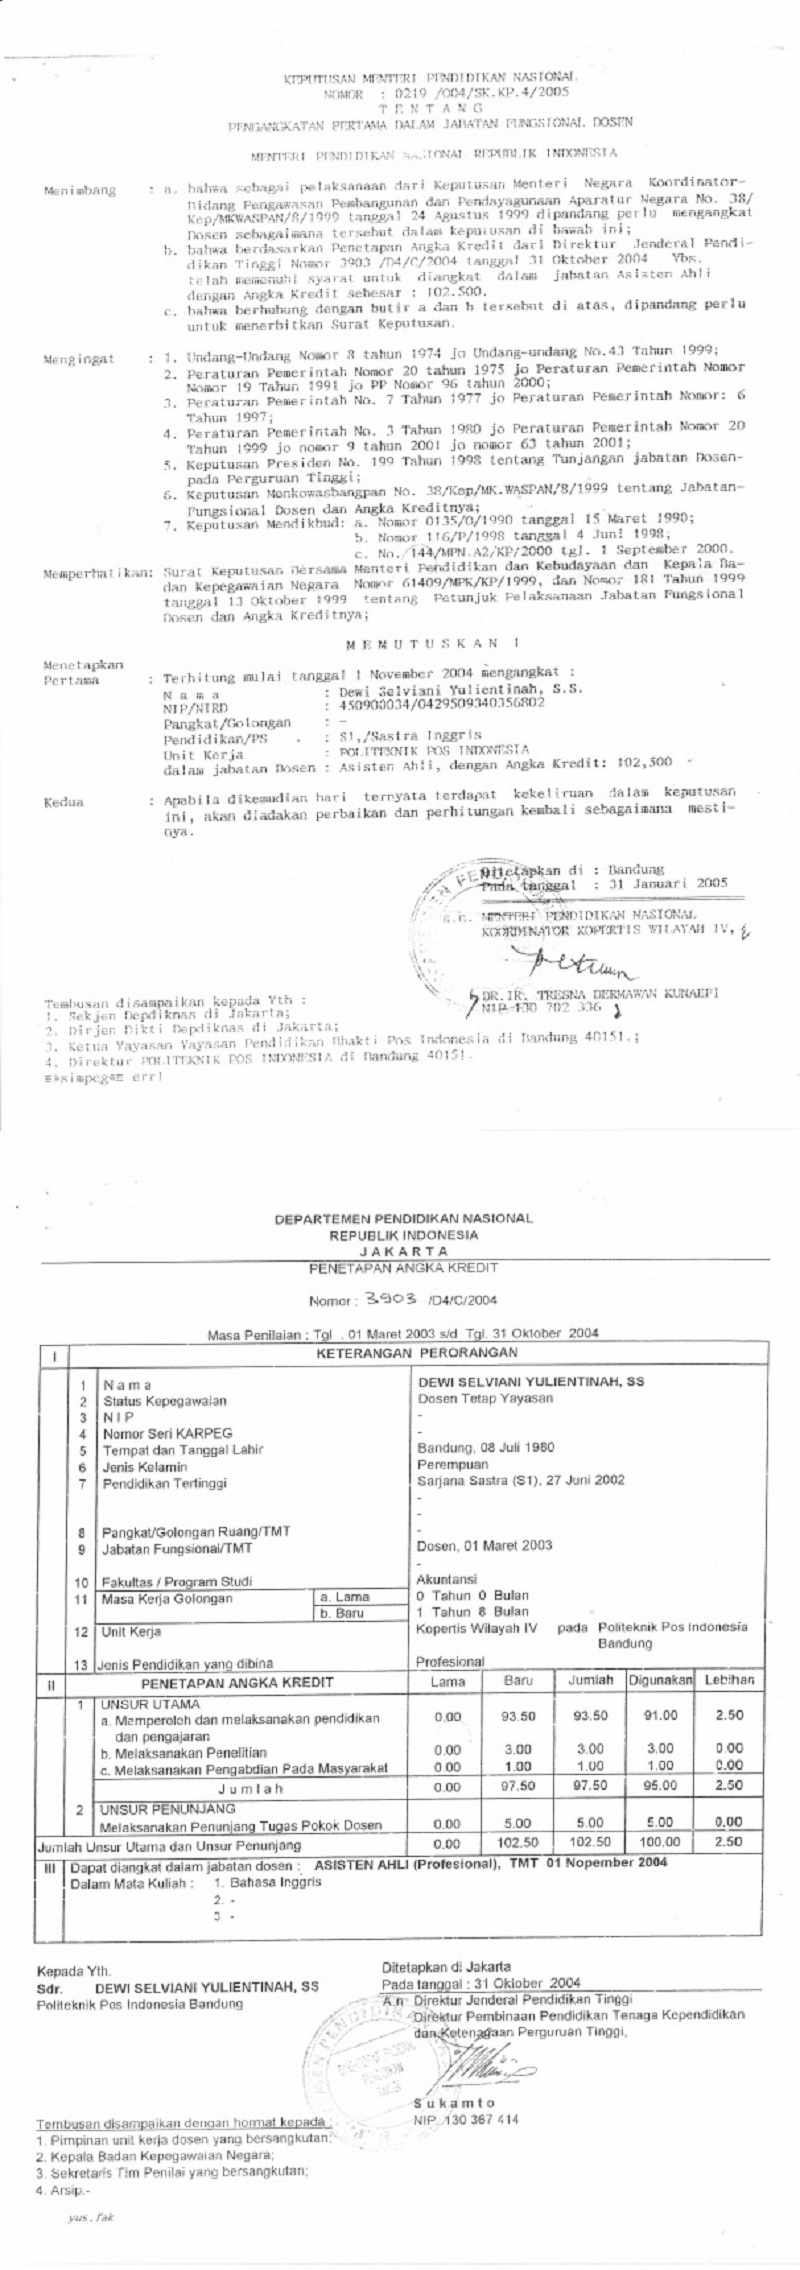 KEPUTUSAN MENTERI PENDIDIKAN NASIONAL
NOMOR : 0219 /004/SK.KP.4/2005
T E N T A N G
PENGANGKATAN PERTAMA DALAM JABATAN FUNGSIONAL DOSEN
MENTERI PENDIDIKAN NASIONAL REPUBLIK INDONESIA
Menimbang : a. bahwa sebagai pelaksanaan dari Keputusan Menteri Negara Koordinator-
Bidang Pengawasan Pembangunan dan Pendayagunaan Aparatur Negara No. 38/
Kep/MKWASPAN/8/1999 tanggal 24 Agustus 1999 dipandang perlu mengangkat
Dosen sebagaimana tersebut dalam keputusan di bawah ini;
b. bahwa berdasarkan Penetapan Angka Kredit dari Direktur Jenderal Pendi-
dikan Tinggi Nomor 3903 /D4/C/2004 tanggal 31 Oktober 2004 Ybs.
telah memenuhi syarat untuk diangkat dalam jabatan Asisten Ahli
dengan Angka Kredit sebesar : 102.500.
c. bahwa berhubung dengan butir a dan b tersebut di atas, dipandang perlu
untuk menerbitkan Surat Keputusan.
Mengingat : 1. Undang-Undang Nomor 8 tahun 1974 jo Undang-undang No.43 Tahun 1999;
2. Peraturan Pemerintah Nomor 20 tahun 1975 jo Peraturan Pemerintah Nomor
Nomor 19 Tahun 1991 jo PP Nomor 96 tahun 2000;
3. Peraturan Pemerintah No. 7 Tahun 1977 jo Peraturan Pemerintah Nomor: 6
Tahun 1997;
4. Peraturan Pemerintah No. 3 Tahun 1980 jo Peraturan Pemerintah Nomor 20
Tahun 1999 jo nomor 9 tahun 2001 jo nomor 63 tahun 2001;
5. Keputusan Presiden No. 199 Tahun 1998 tentang Tunjangan jabatan Dosen-
pada Perguruan Tinggi;
6. Keputusan Menkowasbangpan No. 38/Kep/MK.WASPAN/8/1999 tentang Jabatan-
Fungsional Dosen dan Angka Kreditnya;
7. Keputusan Mendikbud: a. Nomor 0135/O/1990 tanggal 15 Maret 1990;
b. Nomor 116/P/1998 tanggal 4 Juni 1998;
c. No. 144/MPN.A2/KP/2000 tgl. 1 September 2000.
Memperhatikan: Surat Keputusan Bersama Menteri Pendidikan dan Kebudayaan dan Kepala Ba-
dan Kepegawaian Negara Nomor 61409/MPK/KP/1999, dan Nomor 181 Tahun 1999
tanggal 13 Oktober 1999 tentang Petunjuk Pelaksanaan Jabatan Fungsional
Dosen dan Angka Kreditnya;
M E M U T U S K A N !
Menetapkan
Pertama : Terhitung mulai tanggal 1 November 2004 mengangkat :
N a m a : Dewi Selviani Yulientinah, S.S.
NIP/NIRD : 450900034/0429509340356802
Pangkat/Golongan : -
Pendidikan/PS . : S1,/Sastra Inggris
Unit Kerja : POLITEKNIK POS INDONESIA
dalam jabatan Dosen : Asisten Ahli, dengan Angka Kredit: 102,500 -
Kedua : Apabila dikemudian hari ternyata terdapat kekeliruan dalam keputusan
ini, akan diadakan perbaikan dan perhitungan kembali sebagaimana mesti-
nya.
Ditetapkan di : Bandung
Pada tanggal : 31 Januari 2005
a.n. MENTERI PENDIDIKAN NASIONAL
KOORDINATOR KOPERTIS WILAYAH IV,
DR.IR. TRESNA DERMAWAN KUNAEFI
NIP 130 702 336
Tembusan disampaikan kepada Yth :
1. Sekjen Depdiknas di Jakarta;
2. Dirjen Dikti Depdiknas di Jakarta;
3. Ketua Yayasan Yayasan Pendidikan Bhakti Pos Indonesia di Bandung 40151.;
4. Direktur POLITEKNIK POS INDONESIA di Bandung 40151.
DEPARTEMEN PENDIDIKAN NASIONAL
REPUBLIK INDONESIA
J A K A R T A
PENETAPAN ANGKA KREDIT
Nomor : 3903 /D4/C/2004
Masa Penilaian : Tgl . 01 Maret 2003 s/d Tgl. 31 Oktober 2004
I KETERANGAN PERORANGAN
1 N a m a DEWI SELVIANI YULIENTINAH, SS
2 Status Kepegawaian Dosen Tetap Yayasan
3 N I P -
4 Nomor Seri KARPEG -
5 Tempat dan Tanggal Lahir Bandung, 08 Juli 1980
6 Jenis Kelamin Perempuan
7 Pendidikan Tertinggi Sarjana Sastra (S1), 27 Juni 2002
-
-
8 Pangkat/Golongan Ruang/TMT -
9 Jabatan Fungsional/TMT Dosen, 01 Maret 2003
-
10 Fakultas / Program Studi Akuntansi
11 Masa Kerja Golongan a. Lama 0 Tahun 0 Bulan
b. Baru 1 Tahun 8 Bulan
12 Unit Kerja Kopertis Wilayah IV pada Politeknik Pos Indonesia
Bandung
13 Jenis Pendidikan yang dibina Profesional
II PENETAPAN ANGKA KREDIT Lama Baru Jumlah Digunakan Lebihan
1 UNSUR UTAMA
a. Memperoleh dan melaksanakan pendidikan 0.00 93.50 93.50 91.00 2.50
dan pengajaran
b. Melaksanakan Penelitian 0.00 3.00 3.00 3.00 0.00
c. Melaksanakan Pengabdian Pada Masyarakat 0.00 1.00 1.00 1.00 0.00
J u m l a h 0.00 97.50 97.50 95.00 2.50
2 UNSUR PENUNJANG
Melaksanakan Penunjang Tugas Pokok Dosen 0.00 5.00 5.00 5.00 0.00
Jumlah Unsur Utama dan Unsur Penunjang 0.00 102.50 102.50 100.00 2.50
III Dapat diangkat dalam jabatan dosen : ASISTEN AHLI (Profesional), TMT 01 Nopember 2004
Dalam Mata Kuliah : 1. Bahasa Inggris
2. -
3. -
Kepada Yth.
Sdr. DEWI SELVIANI YULIENTINAH, SS
Politeknik Pos Indonesia Bandung
Ditetapkan di Jakarta
Pada tanggal : 31 Oktober 2004
A.n Direktur Jenderal Pendidikan Tinggi
Direktur Pembinaan Pendidikan Tenaga Kependidikan
dan Ketenagaan Perguruan Tinggi,
S u k a m t o
NIP. 130 367 414
Tembusan disampaikan dengan hormat kepada :
1. Pimpinan unit kerja dosen yang bersangkutan;
2. Kepala Badan Kepegawaian Negara;
3. Sekretaris Tim Penilai yang bersangkutan;
4. Arsip.-
yus.fak